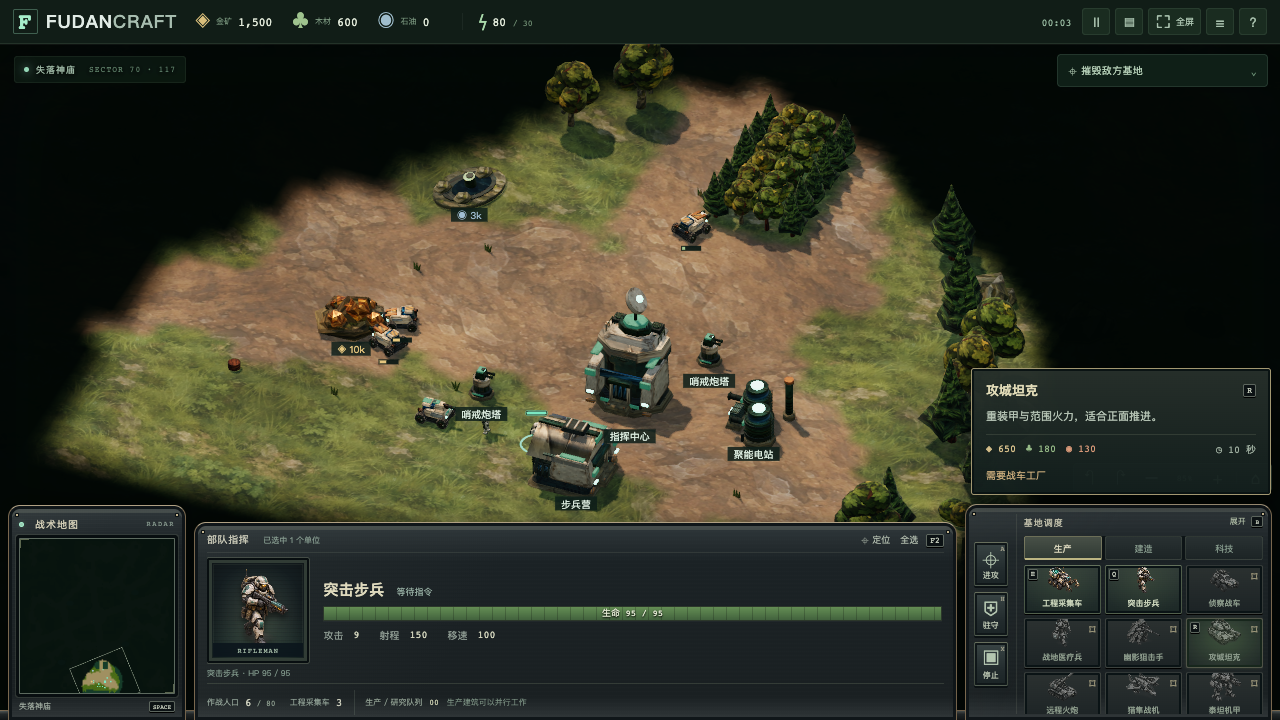 F FUDANCRAFT 金矿 1,500 木材 600 石油 0 80 / 30 00:03 全屏 ?
失落神庙 SECTOR 70 · 117
摧毁敌方基地
3k
10k
哨戒炮塔
哨戒炮塔
指挥中心
聚能电站
步兵营
攻城坦克 R
重装甲与范围火力，适合正面推进。
650 180 130 10 秒
需要战车工厂
战术地图 RADAR
失落神庙 SPACE
部队指挥 已选中 1 个单位 定位 全选 F2
突击步兵 等待指令
生命 95 / 95
攻击 9 射程 150 移速 100
RIFLEMAN
突击步兵 · HP 95 / 95
作战人口 6 / 80 工程采集车 3 生产 / 研究队列 00 生产建筑可以并行工作
基地调度 展开 B
进攻 A
驻守 H
停止 X
生产 建造 科技
E 工程采集车 Q 突击步兵 侦察战车
战地医疗兵 幽影狙击手 R 攻城坦克
远程火炮 猎隼战机 泰坦机甲